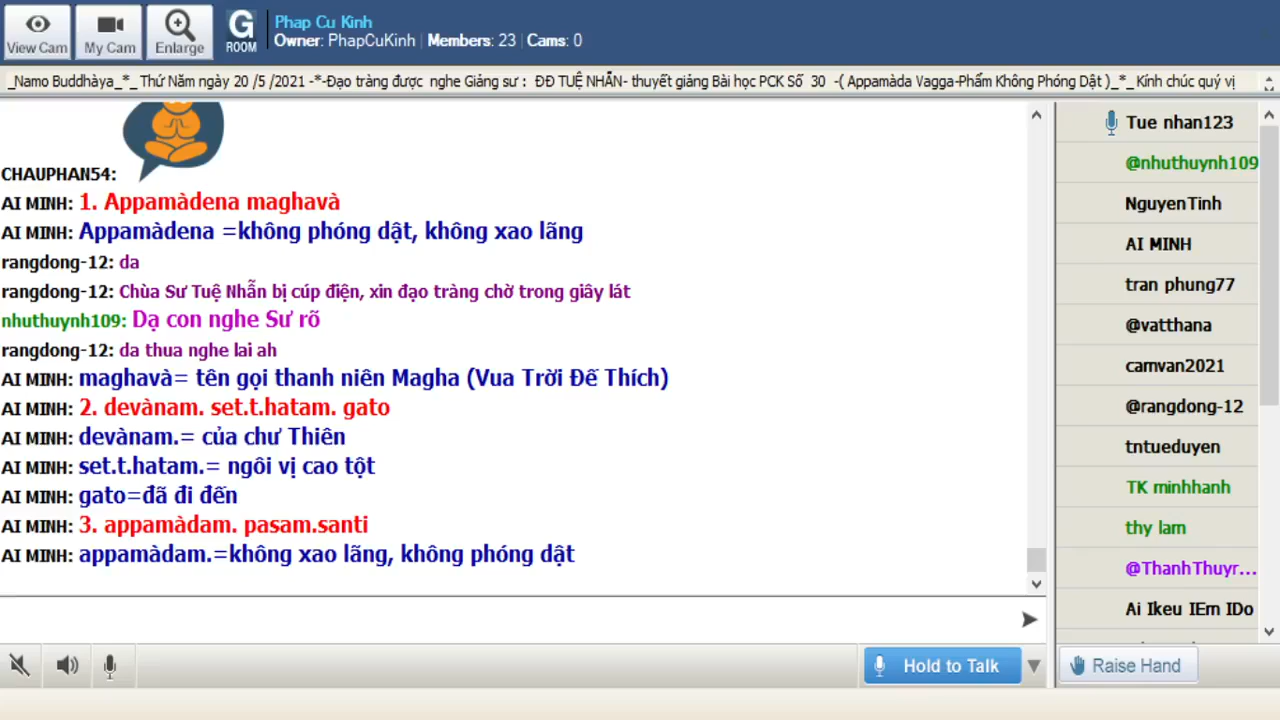 View Cam
My Cam
Enlarge
G
ROOM
Phap Cu Kinh
Owner: PhapCuKinh | Members: 23 | Cams: 0
_Namo Buddhàya_*_ Thứ Năm ngày 20 /5 /2021 -*-Đạo tràng được nghe Giảng sư : ĐĐ TUỆ NHẪN- thuyết giảng Bài học PCK Số 30 -( Appamàda Vagga-Phẩm Không Phóng Dật )_*_ Kính chúc quý vị
CHAUPHAN54:
AI MINH: 1. Appamàdena maghavà
AI MINH: Appamàdena =không phóng dật, không xao lãng
rangdong-12: da
rangdong-12: Chùa Sư Tuệ Nhẫn bị cúp điện, xin đạo tràng chờ trong giây lát
nhuthuynh109: Dạ con nghe Sư rõ
rangdong-12: da thua nghe lai ah
AI MINH: maghavà= tên gọi thanh niên Magha (Vua Trời Đế Thích)
AI MINH: 2. devànam. set.t.hatam. gato
AI MINH: devànam.= của chư Thiên
AI MINH: set.t.hatam.= ngôi vị cao tột
AI MINH: gato=đã đi đến
AI MINH: 3. appamàdam. pasam.santi
AI MINH: appamàdam.=không xao lãng, không phóng dật
Tue nhan123
@nhuthuynh109
NguyenTinh
AI MINH
tran phung77
@vatthana
camvan2021
@rangdong-12
tntueduyen
TK minhhanh
thy lam
@ThanhThuyr...
Ai Ikeu IEm IDo
Hold to Talk
Raise Hand